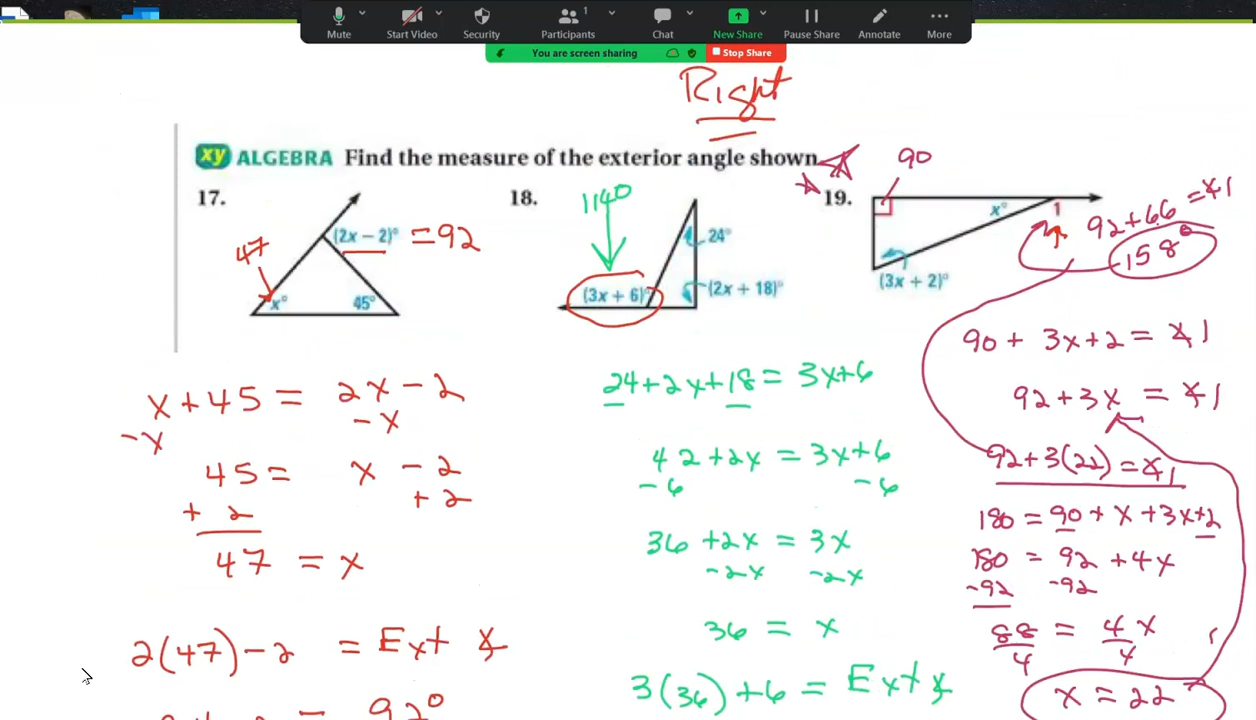 1
Mute
Start Video
Security
Participants
Chat
New Share
Pause Share
Annotate
More
You are screen sharing
Stop Share
Right
xy ALGEBRA Find the measure of the exterior angle shown.
17.
(2x − 2)° = 92
47
x°
45°
x + 45 = 2x − 2
−x −x
45 = x − 2
+ 2 + 2
47 = x
2(47) − 2 = Ext ∡
92°
18.
114°
24°
(3x + 6)°
(2x + 18)°
24 + 2x + 18 = 3x + 6
42 + 2x = 3x + 6
− 6 − 6
36 + 2x = 3x
−2x −2x
36 = x
3(36) + 6 = Ext ∡
19.
90
x°
1
(3x + 2)°
92 + 66 = ∡1
158°
90 + 3x + 2 = ∡1
92 + 3x = ∡1
92 + 3(22) = ∡1
180 = 90 + x + 3x + 2
180 = 92 + 4x
−92 −92
88 = 4x
4 4
x = 22